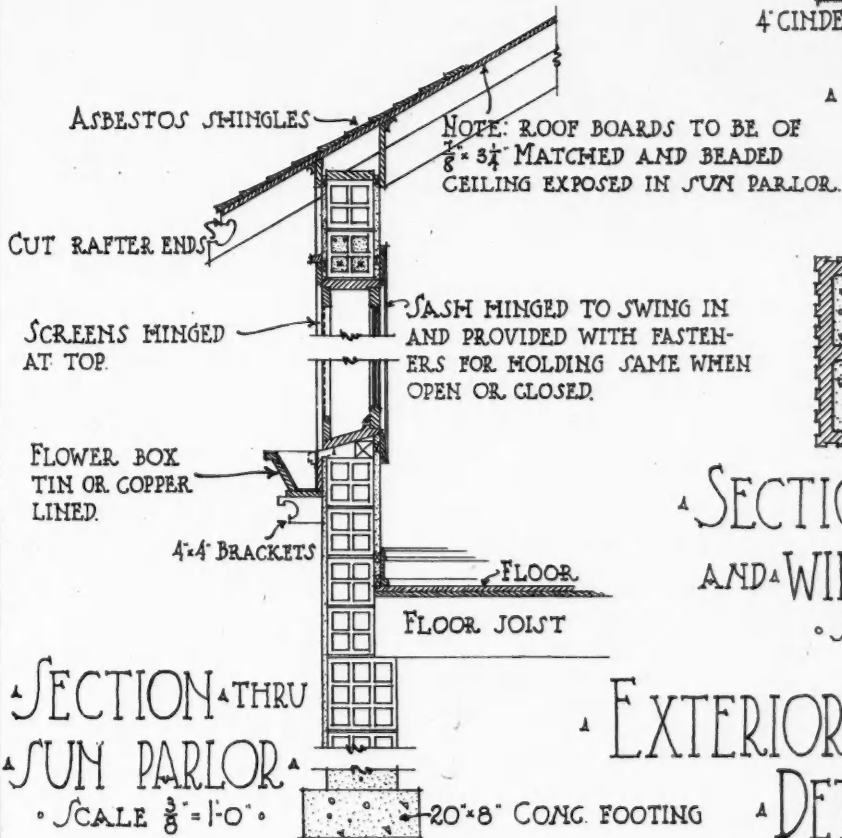 4" CINDE
ASBESTOS SHINGLES
NOTE: ROOF BOARDS TO BE OF
7/8" x 3 1/4" MATCHED AND BEADED
CEILING EXPOSED IN SUN PARLOR.
CUT RAFTER ENDS
SCREENS HINGED
AT TOP.
SASH HINGED TO SWING IN
AND PROVIDED WITH FASTEN-
ERS FOR HOLDING SAME WHEN
OPEN OR CLOSED.
FLOWER BOX
TIN OR COPPER
LINED.
4"x4" BRACKETS
FLOOR
FLOOR JOIST
SECTIO
AND WI
SECTION THRU
SUN PARLOR
SCALE 3/8" = 1'-0"
20"x8" CONC. FOOTING
EXTERIOR
DET